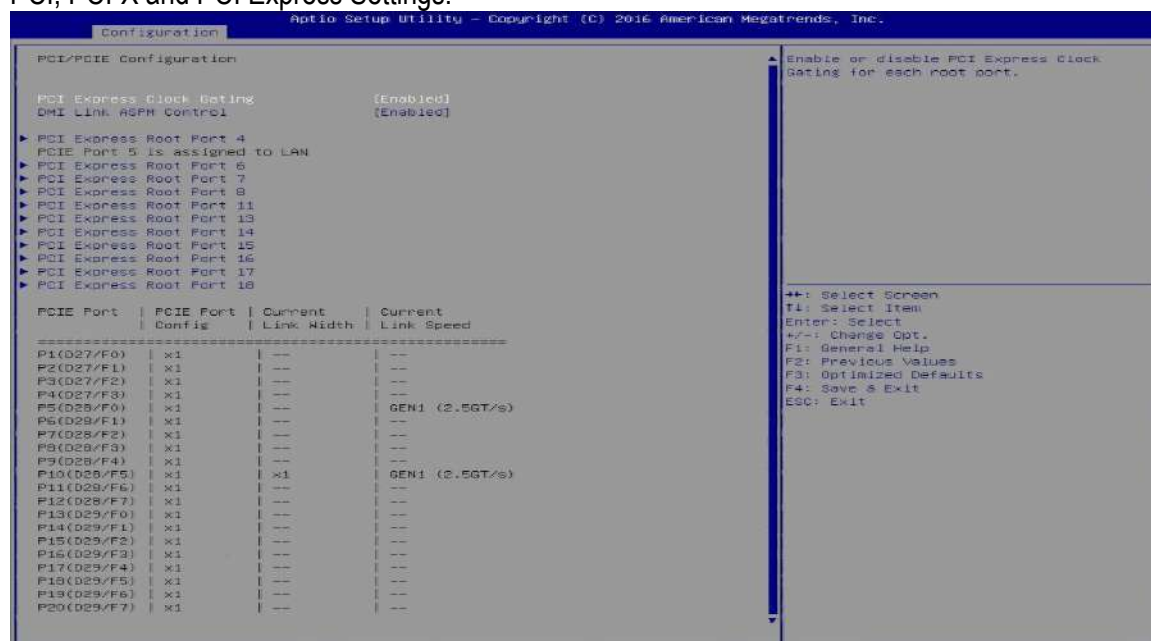 PCI, PCI-X and PCI Express Settings.
Aptio Setup Utility – Copyright (C) 2016 American Megatrends, Inc.
Configuration
PCI/PCIE Configuration
PCI Express Clock Gating [Enabled]
DMI Link ASPM Control [Enabled]
► PCI Express Root Port 4
PCIE Port 5 is assigned to LAN
► PCI Express Root Port 6
► PCI Express Root Port 7
► PCI Express Root Port 8
► PCI Express Root Port 11
► PCI Express Root Port 13
► PCI Express Root Port 14
► PCI Express Root Port 15
► PCI Express Root Port 16
► PCI Express Root Port 17
► PCI Express Root Port 18
PCIE Port | PCIE Port | Current | Current
| Config | Link Width | Link Speed
==================================================
P1(D27/F0) | x1 | -- | --
P2(D27/F1) | x1 | -- | --
P3(D27/F2) | x1 | -- | --
P4(D27/F3) | x1 | -- | --
P5(D28/F0) | x1 | -- | GEN1 (2.5GT/s)
P6(D28/F1) | x1 | -- | --
P7(D28/F2) | x1 | -- | --
P8(D28/F3) | x1 | -- | --
P9(D28/F4) | x1 | -- | --
P10(D28/F5) | x1 | x1 | GEN1 (2.5GT/s)
P11(D28/F6) | x1 | -- | --
P12(D28/F7) | x1 | -- | --
P13(D29/F0) | x1 | -- | --
P14(D29/F1) | x1 | -- | --
P15(D29/F2) | x1 | -- | --
P16(D29/F3) | x1 | -- | --
P17(D29/F4) | x1 | -- | --
P18(D29/F5) | x1 | -- | --
P19(D29/F6) | x1 | -- | --
P20(D29/F7) | x1 | -- | --
Enable or disable PCI Express Clock
Gating for each root port.
→←: Select Screen
↑↓: Select Item
Enter: Select
+/-: Change Opt.
F1: General Help
F2: Previous Values
F3: Optimized Defaults
F4: Save & Exit
ESC: Exit